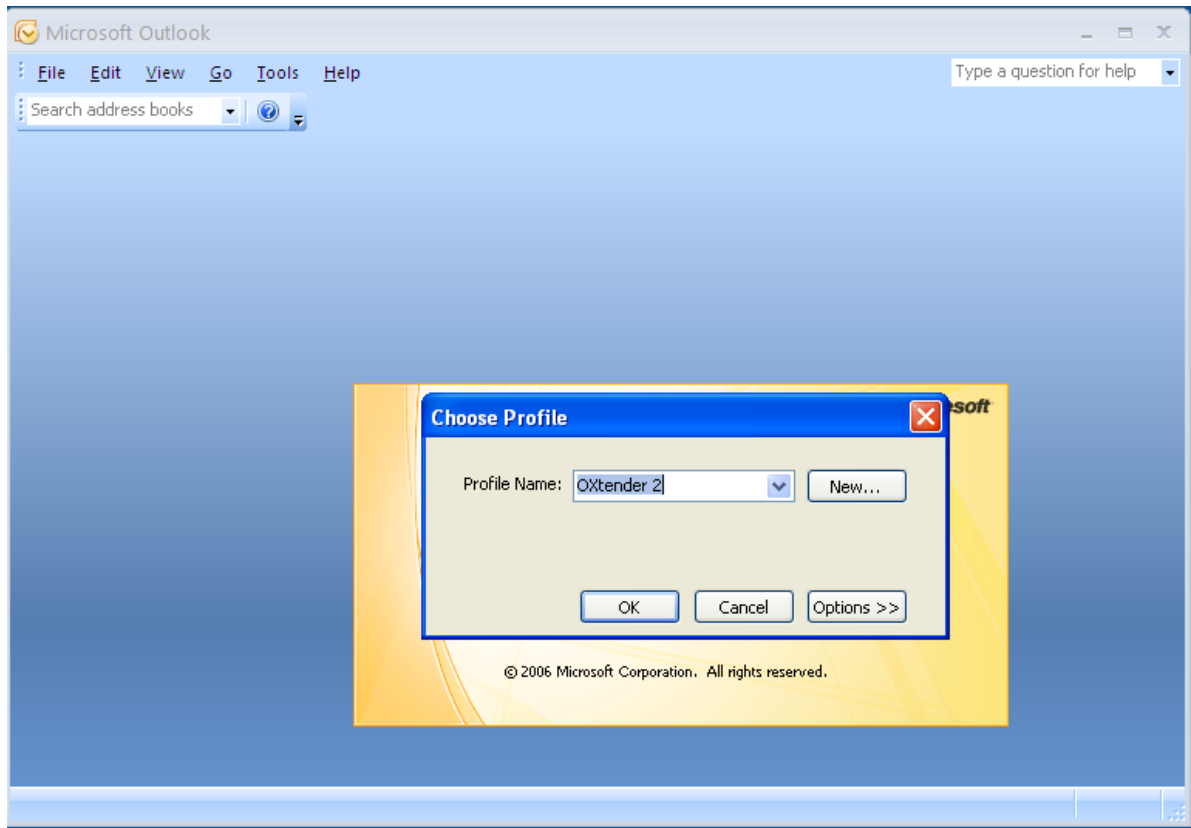 Microsoft Outlook
File Edit View Go Tools Help Type a question for help
Search address books
Choose Profile
Profile Name: OXtender 2 New...
OK Cancel Options >>
© 2006 Microsoft Corporation. All rights reserved.